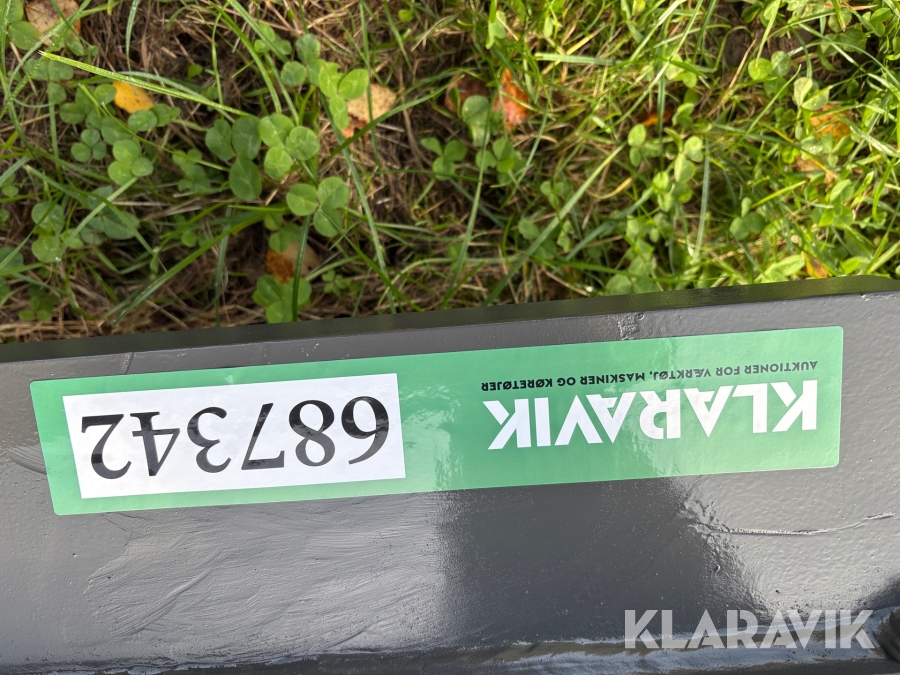 KLARAVIK
AUKTIONER FOR VÆRKTØJ, MASKINER OG KØRETØJER
687342
KLARAVIK